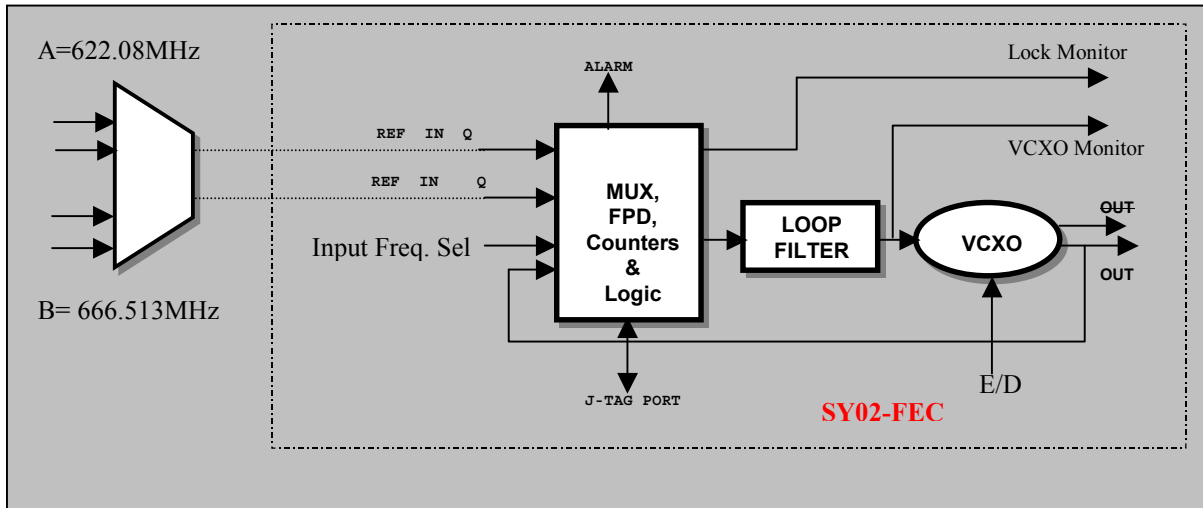 A=622.08MHz
B= 666.513MHz
REF IN Q
REF IN Q
Input Freq. Sel
ALARM
MUX,
FPD,
Counters
&
Logic
J-TAG PORT
LOOP
FILTER
VCXO
Lock Monitor
VCXO Monitor
OUT
OUT
E/D
SY02-FEC